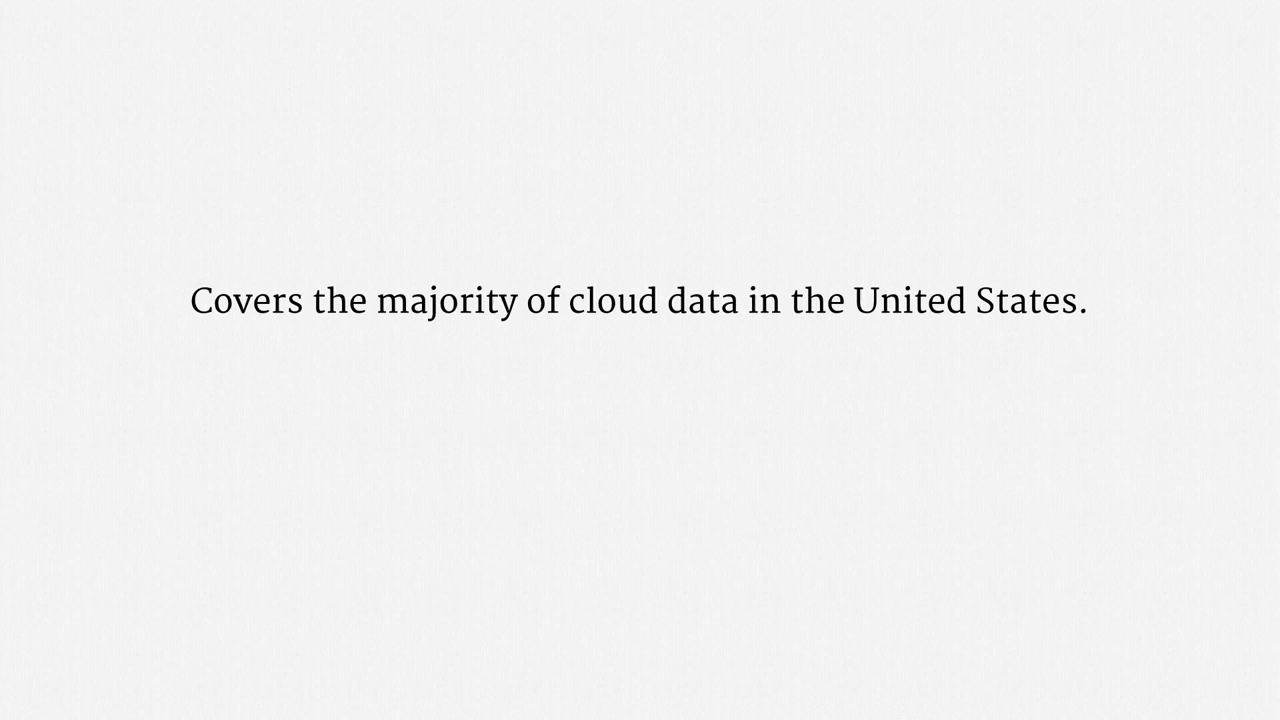 Covers the majority of cloud data in the United States.